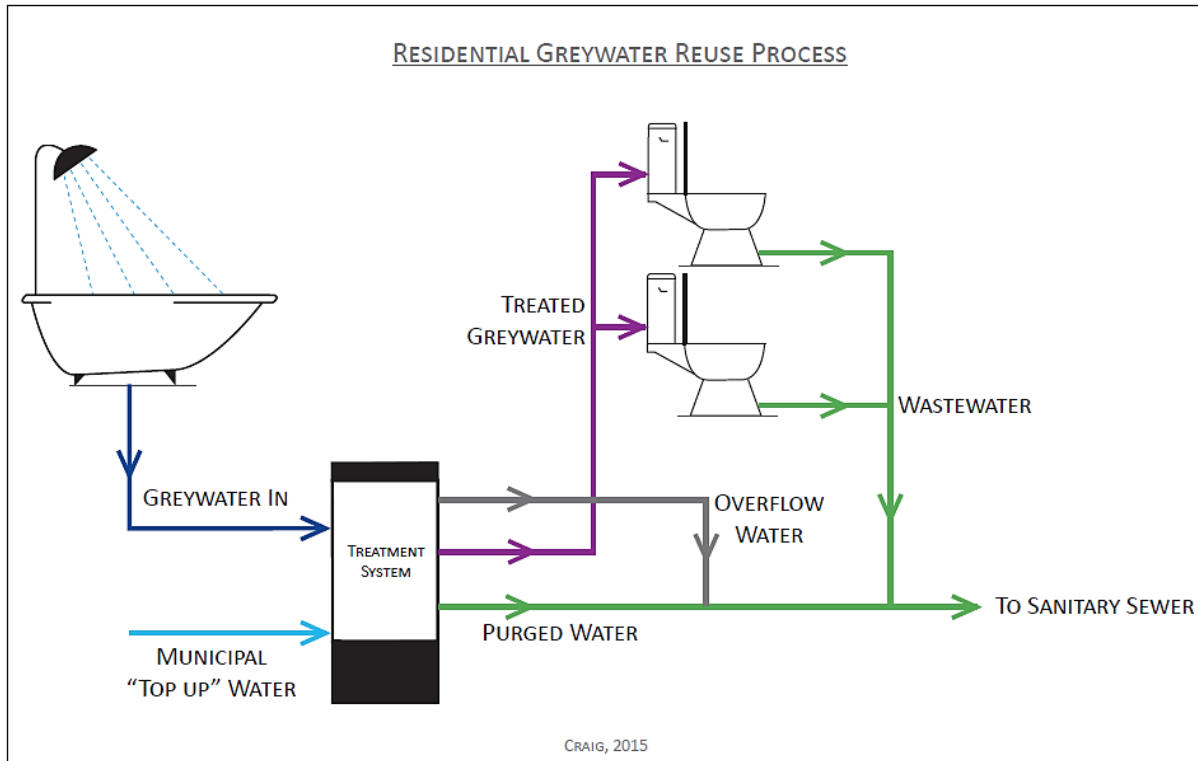 Residential Greywater Reuse Process
Treated
Greywater
Wastewater
Greywater In
Overflow
Water
Treatment
System
To Sanitary Sewer
Purged Water
Municipal
“Top up” Water
Craig, 2015